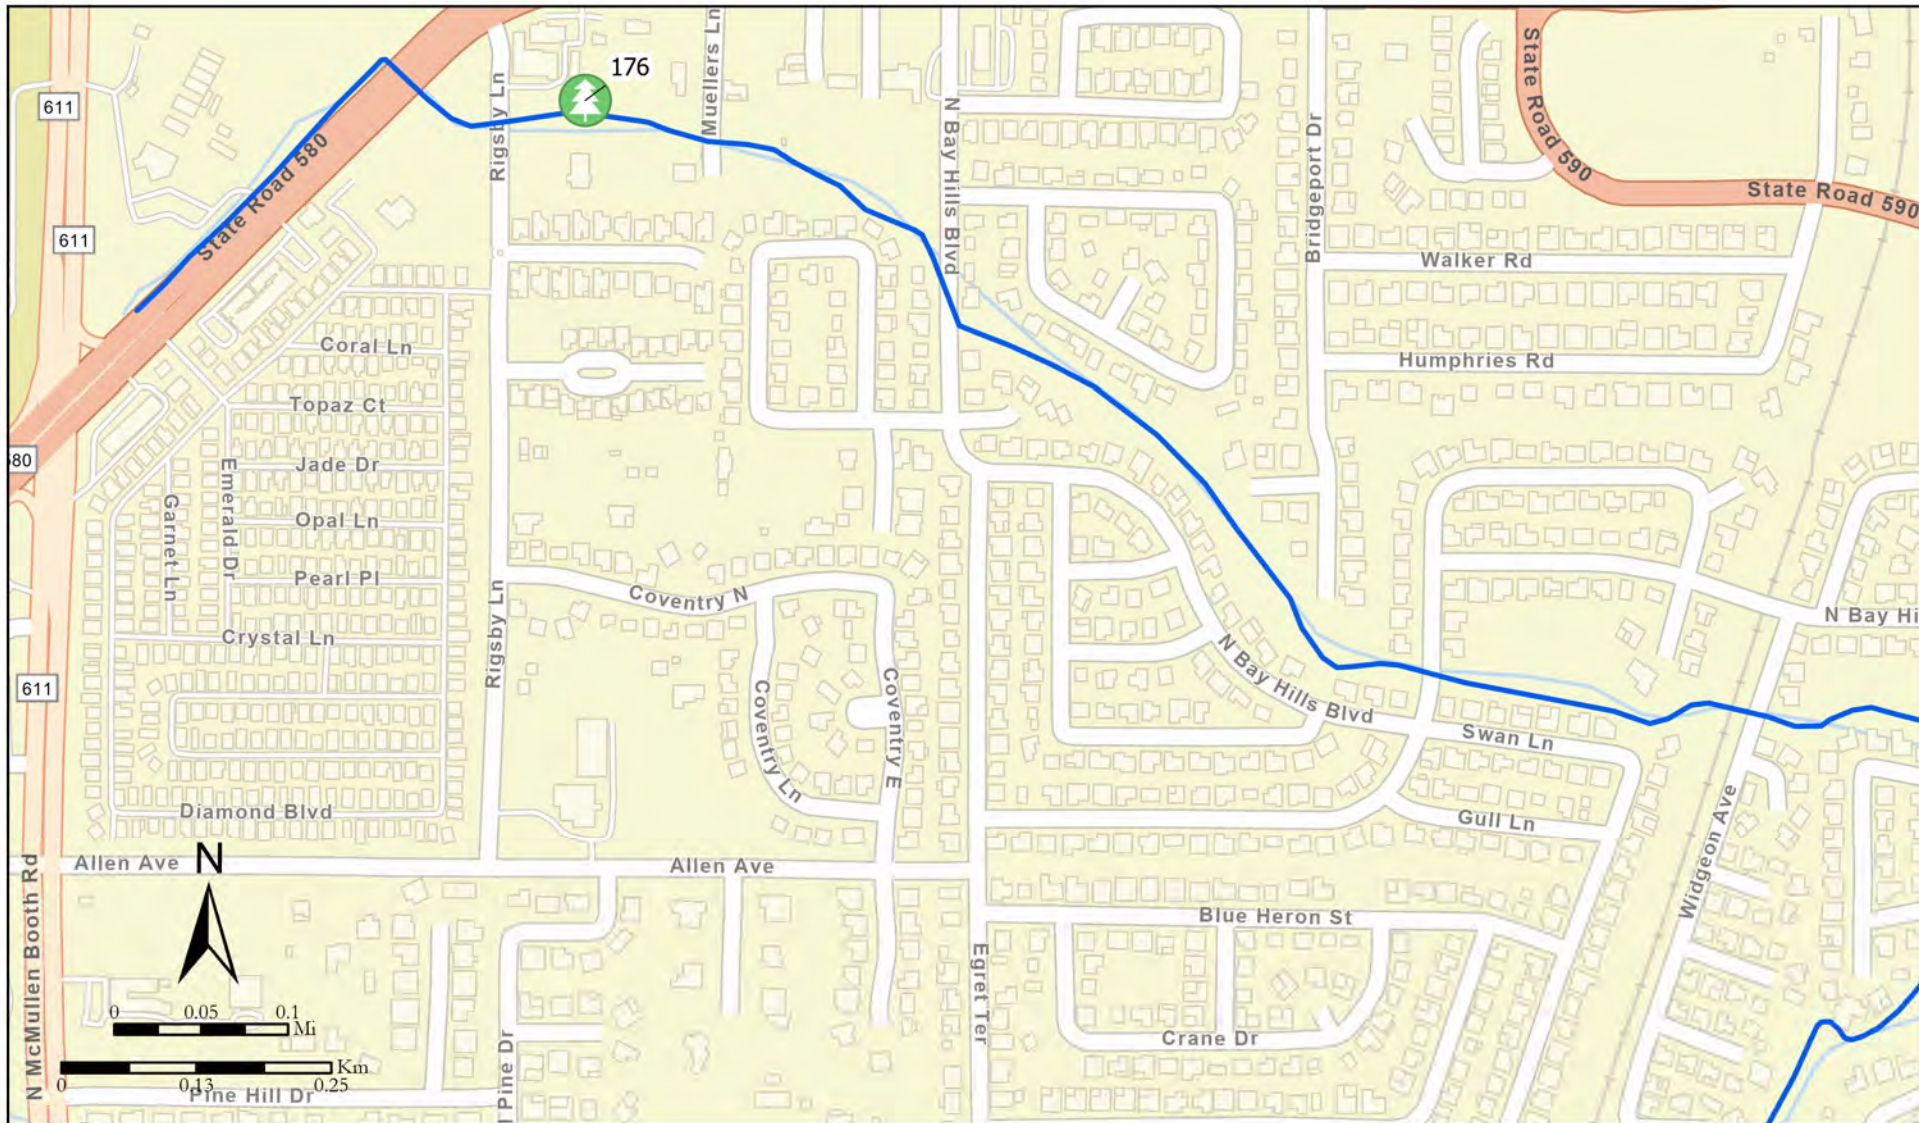 176
Muellers Ln
Rigsby Ln
611
N Bay Hills Blvd
Bridgeport Dr
State Road 590
State Road 590
State Road 580
611
Walker Rd
Coral Ln
Humphries Rd
Topaz Ct
Jade Dr
Emerald Dr
Garnet Ln
Opal Ln
Pearl Pl
Coventry N
Rigsby Ln
Crystal Ln
N Bay Hi
611
N Bay Hills Blvd
Coventry Ln
Coventry E
Swan Ln
Diamond Blvd
Gull Ln
Widgeon Ave
Allen Ave
Allen Ave
N
N McMullen Booth Rd
Blue Heron St
Egret Ter
0 0.05 0.1
Mi
Crane Dr
Km
0 0.13 0.25
Pine Hill Dr
Pine Dr